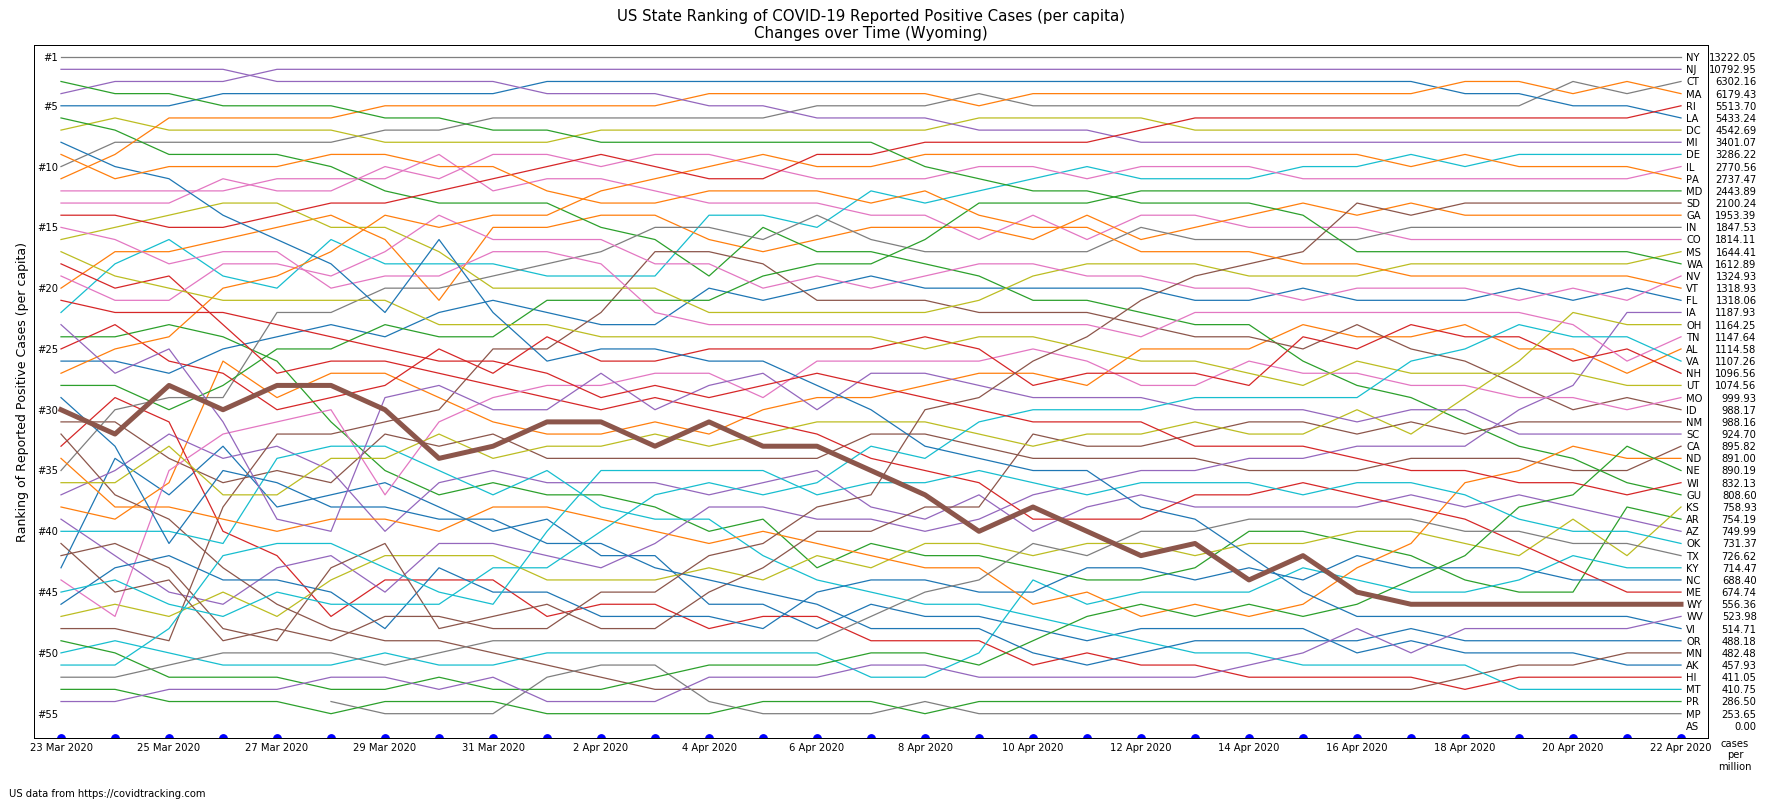 US State Ranking of COVID-19 Reported Positive Cases (per capita)
Changes over Time (Wyoming)
Ranking of Reported Positive Cases (per capita)
#1
#5
#10
#15
#20
#25
#30
#35
#40
#45
#50
#55
NY 13222.05
NJ 10792.95
CT 6302.16
MA 6179.43
RI 5513.70
LA 5433.24
DC 4542.69
MI 3401.07
DE 3286.22
IL 2770.56
PA 2737.47
MD 2443.89
SD 2100.24
GA 1953.39
IN 1847.53
CO 1814.11
MS 1644.41
WA 1612.89
NV 1324.93
VT 1318.93
FL 1318.06
IA 1187.93
OH 1164.25
TN 1147.64
AL 1114.58
VA 1107.26
NH 1096.56
UT 1074.56
MO 999.93
ID 988.17
NM 988.16
SC 924.70
CA 895.82
ND 891.00
NE 890.19
WI 832.13
GU 808.60
KS 758.93
AR 754.19
AZ 749.99
OK 731.37
TX 726.62
KY 714.47
NC 688.40
ME 674.74
WY 556.36
WV 523.98
VI 514.71
OR 488.18
MN 482.48
AK 457.93
HI 411.05
MT 410.75
PR 286.50
MP 253.65
AS 0.00
23 Mar 2020 25 Mar 2020 27 Mar 2020 29 Mar 2020 31 Mar 2020 2 Apr 2020 4 Apr 2020 6 Apr 2020 8 Apr 2020 10 Apr 2020 12 Apr 2020 14 Apr 2020 16 Apr 2020 18 Apr 2020 20 Apr 2020 22 Apr 2020
cases
per
million
US data from https://covidtracking.com